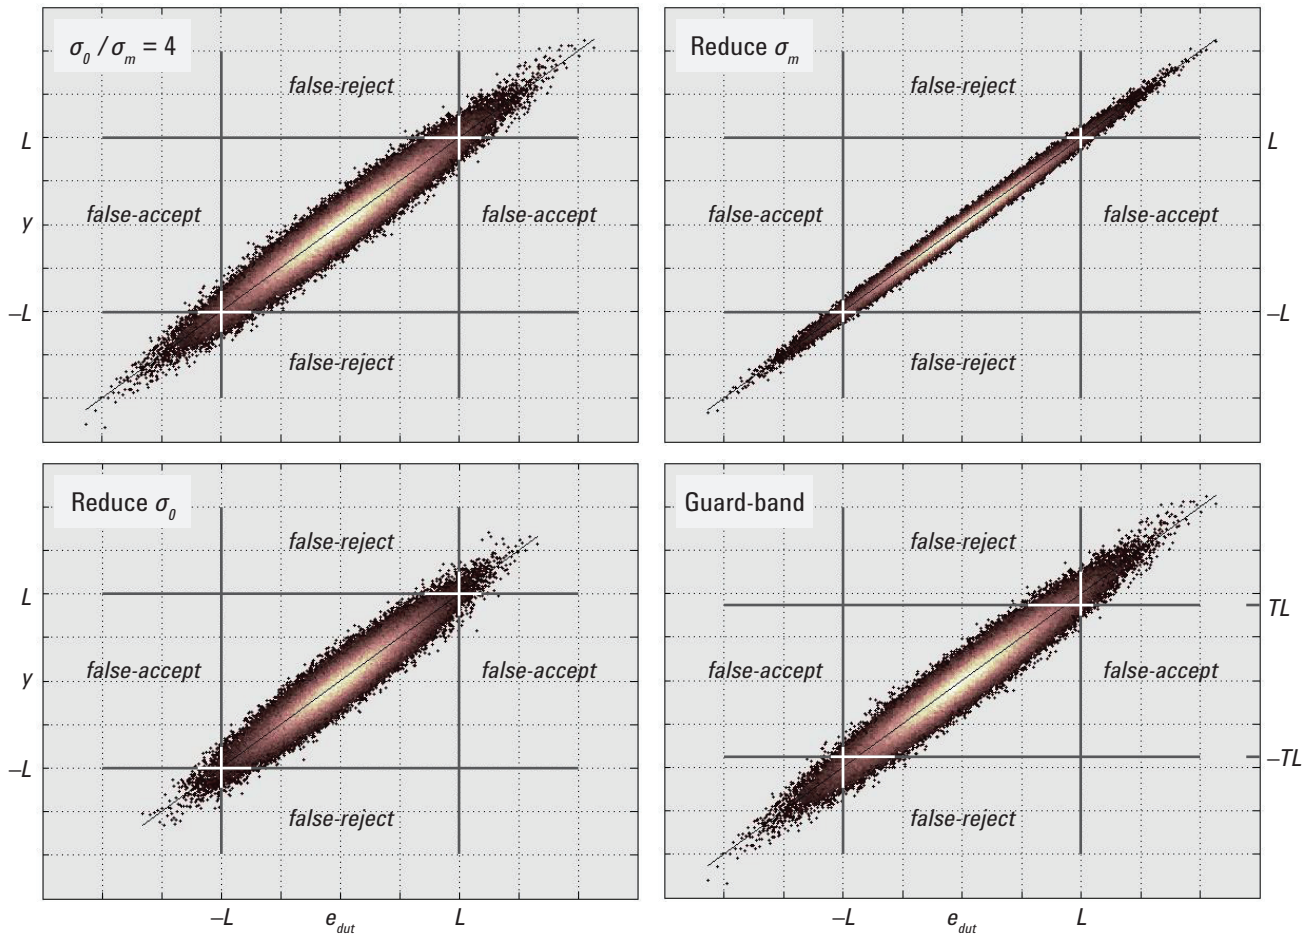 σ₀ / σₘ = 4
false-reject
L
false-accept
y
false-accept
–L
false-reject
Reduce σₘ
false-reject
L
false-accept
false-accept
–L
false-reject
Reduce σ₀
false-reject
L
false-accept
y
false-accept
–L
false-reject
–L
e_dut
L
Guard-band
false-reject
TL
false-accept
false-accept
–TL
false-reject
–L
e_dut
L